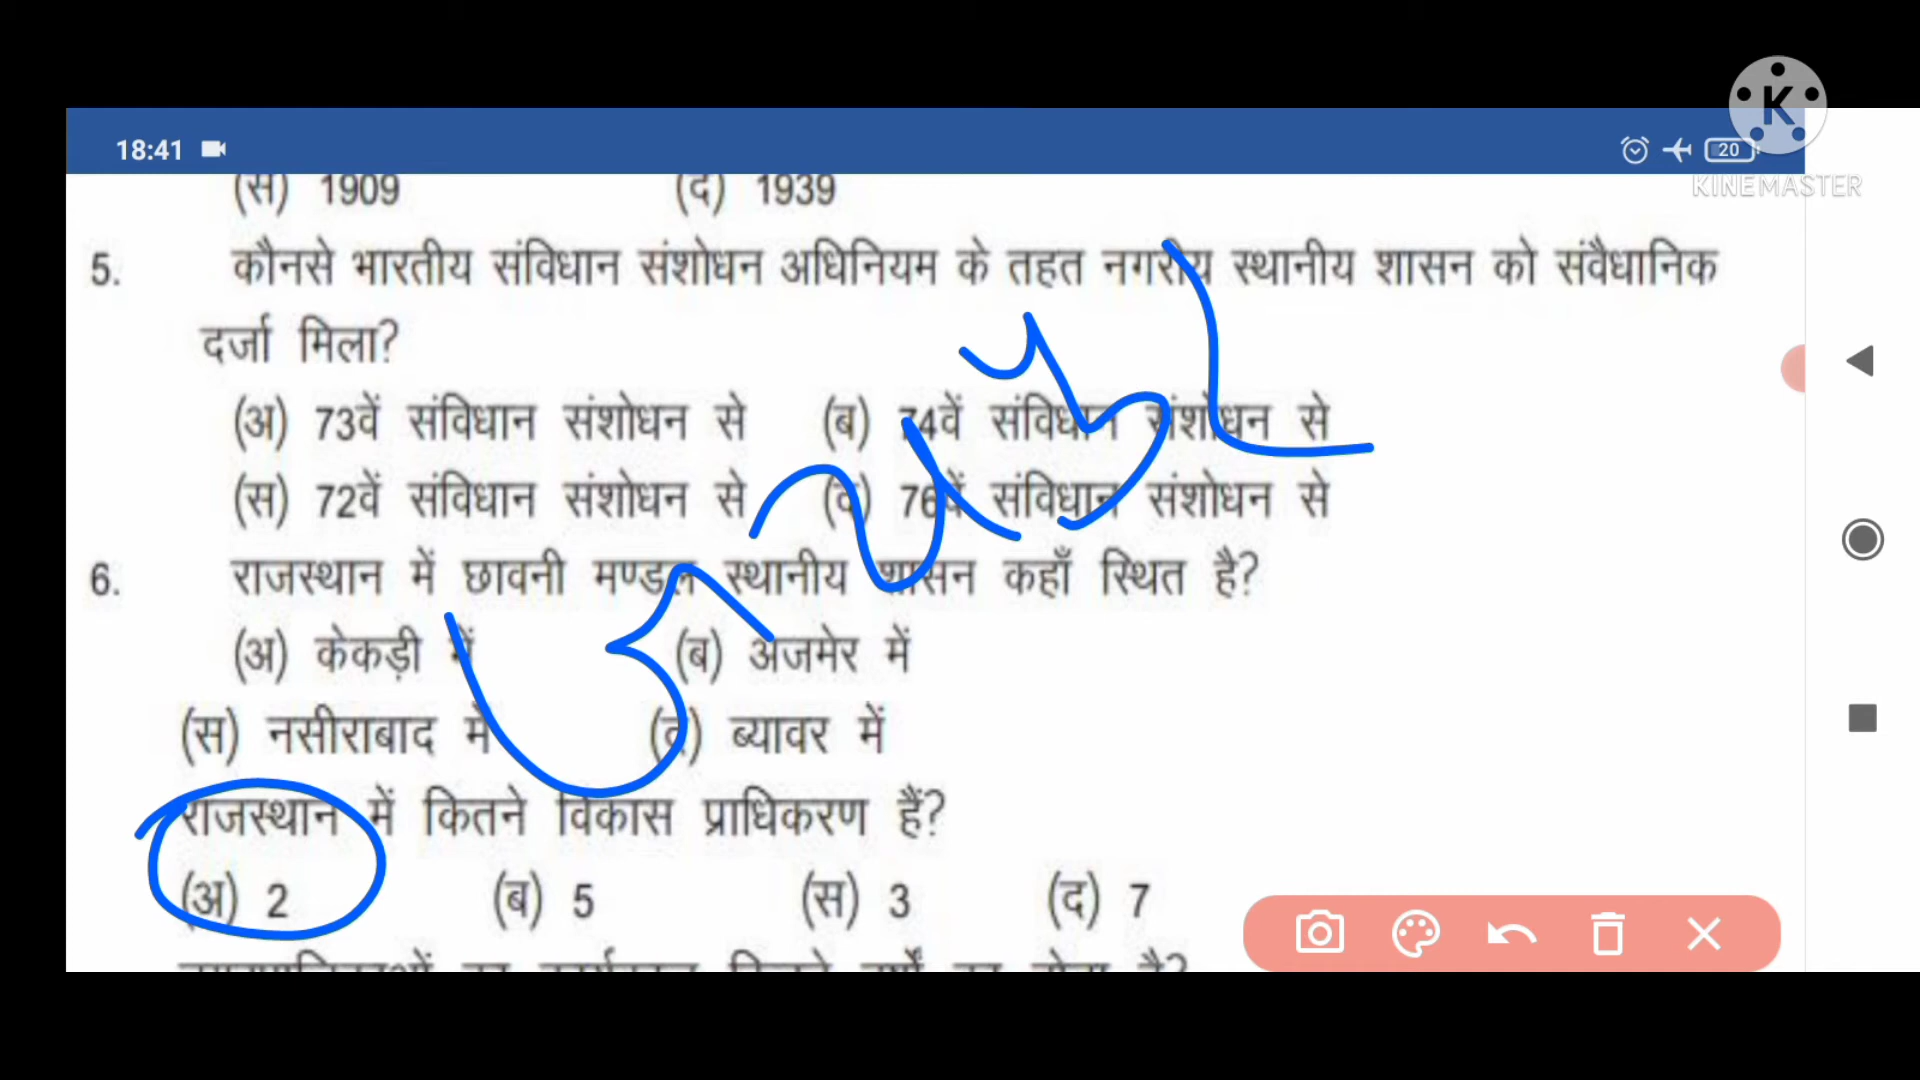 18:41
20
KINEMASTER
(स) 1909 (द) 1939
5. कौनसे भारतीय संविधान संशोधन अधिनियम के तहत नगरीय स्थानीय शासन को संवैधानिक
दर्जा मिला?
(अ) 73वें संविधान संशोधन से (ब) 74वें संविधान संशोधन से
(स) 72वें संविधान संशोधन से (द) 76वें संविधान संशोधन से
6. राजस्थान में छावनी मण्डल स्थानीय शासन कहाँ स्थित है?
(अ) केकड़ी में (ब) अजमेर में
(स) नसीराबाद में (द) ब्यावर में
राजस्थान में कितने विकास प्राधिकरण हैं?
(अ) 2 (ब) 5 (स) 3 (द) 7